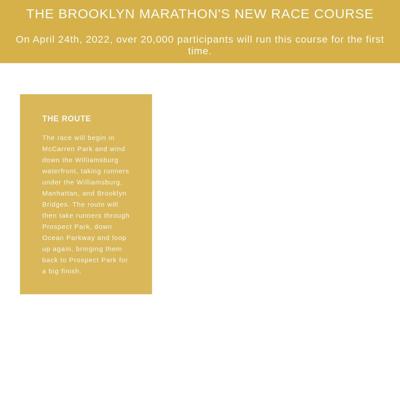 THE BROOKLYN MARATHON'S NEW RACE COURSE
On April 24th, 2022, over 20,000 participants will run this course for the first
time.
THE ROUTE
The race will begin in
McCarren Park and wind
down the Williamsburg
waterfront, taking runners
under the Williamsburg,
Manhattan, and Brooklyn
Bridges. The route will
then take runners through
Prospect Park, down
Ocean Parkway and loop
up again, bringing them
back to Prospect Park for
a big finish.